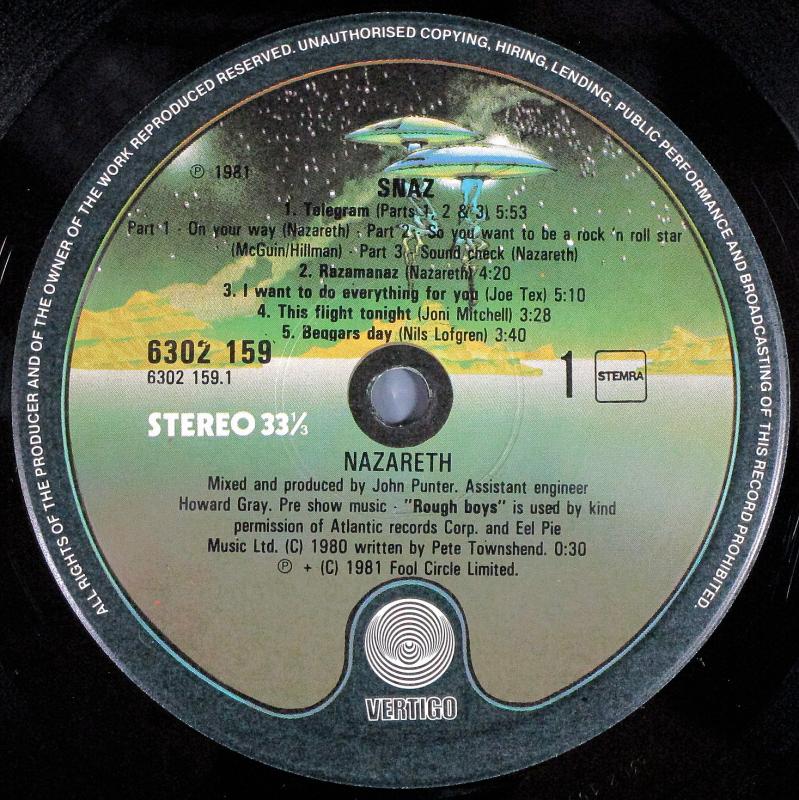 ALL RIGHTS OF THE PRODUCER AND OF THE OWNER OF THE WORK REPRODUCED RESERVED. UNAUTHORISED COPYING, HIRING, LENDING, PUBLIC PERFORMANCE AND BROADCASTING OF THIS RECORD PROHIBITED.
℗ 1981
SNAZ
1. Telegram (Parts 1, 2 & 3) 5:53
Part 1 - On your way (Nazareth) - Part 2 - So you want to be a rock 'n roll star
(McGuin/Hillman) - Part 3 - Sound check (Nazareth)
2. Razamanaz (Nazareth) 4:20
3. I want to do everything for you (Joe Tex) 5:10
4. This flight tonight (Joni Mitchell) 3:28
5. Beggars day (Nils Lofgren) 3:40
6302 159
6302 159.1
1
STEMRA
STEREO 33⅓
NAZARETH
Mixed and produced by John Punter. Assistant engineer
Howard Gray. Pre show music - "Rough boys" is used by kind
permission of Atlantic records Corp. and Eel Pie
Music Ltd. (C) 1980 written by Pete Townshend. 0:30
℗ + (C) 1981 Fool Circle Limited.
VERTIGO